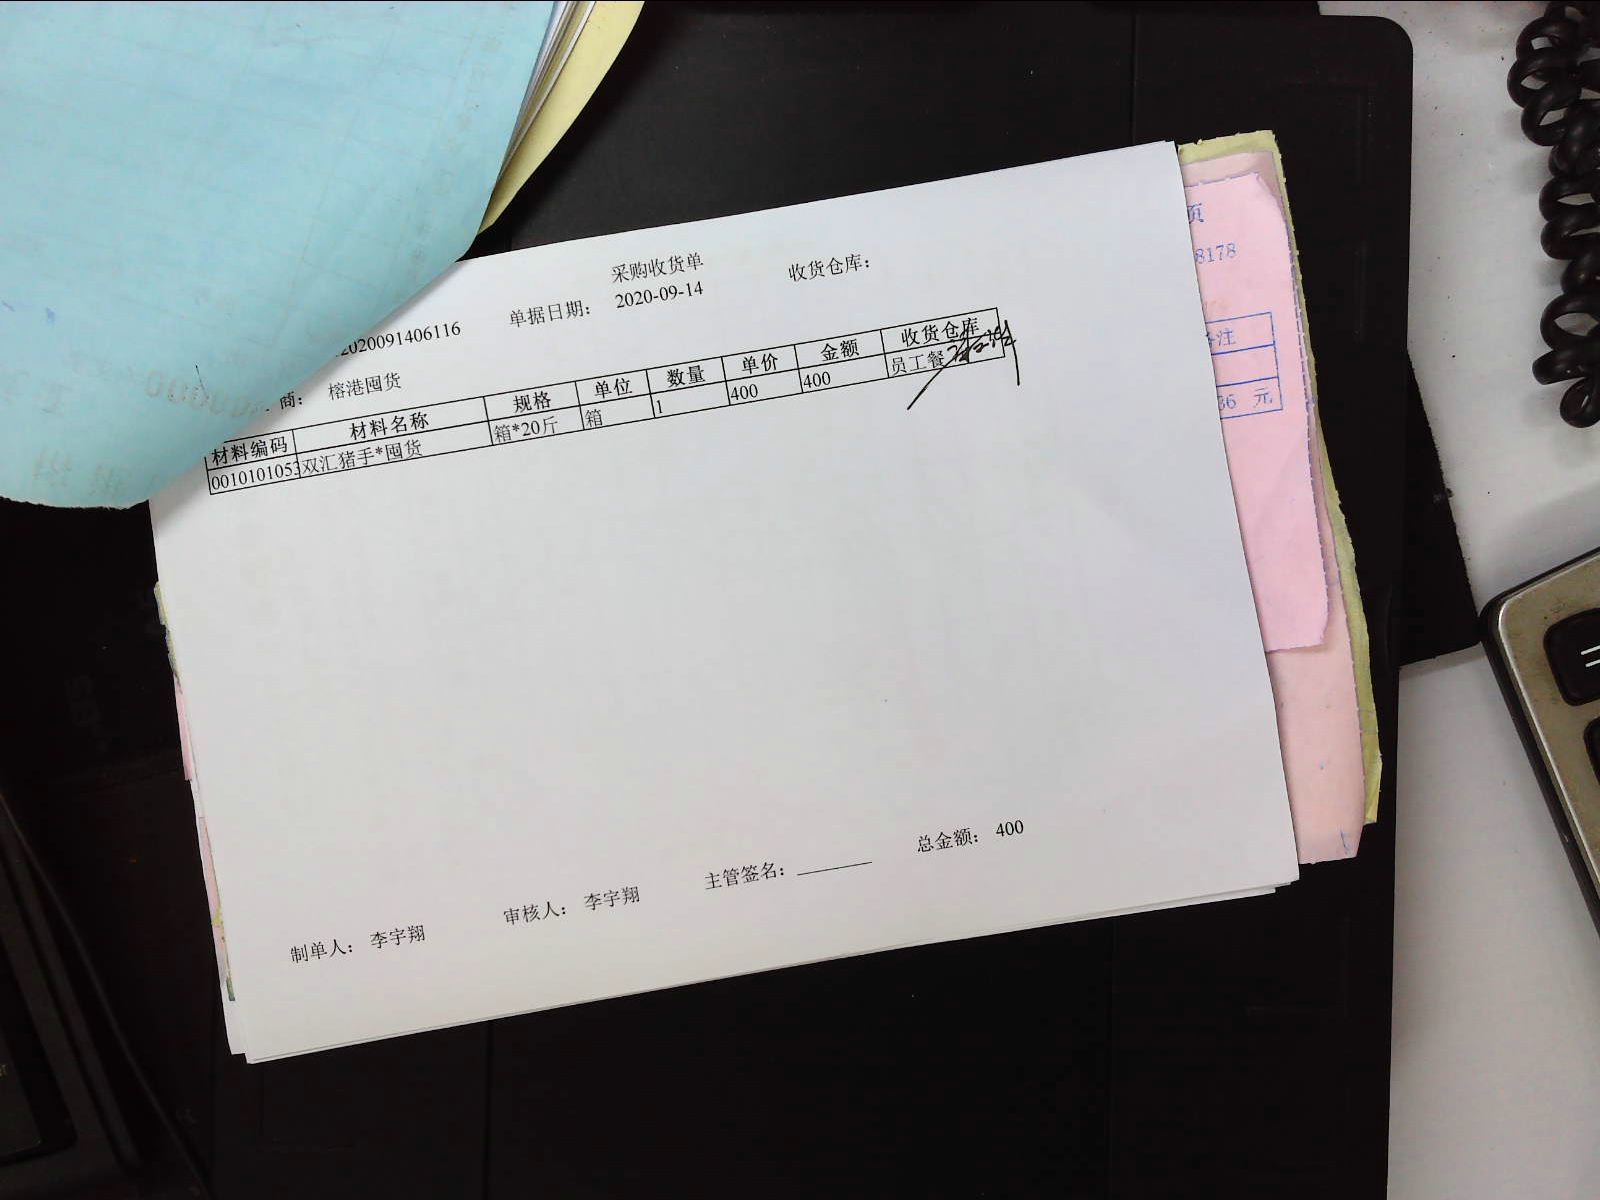 采购收货单
2020091406116 单据日期： 2020-09-14 收货仓库：
商： 榕港囤货
材料编码 材料名称 规格 单位 数量 单价 金额 收货仓库
0010101053 双汇猪手*囤货 箱*20斤 箱 1 400 400 员工餐
制单人： 李宇翔 审核人： 李宇翔 主管签名： 总金额： 400
页
8178
注
36 元